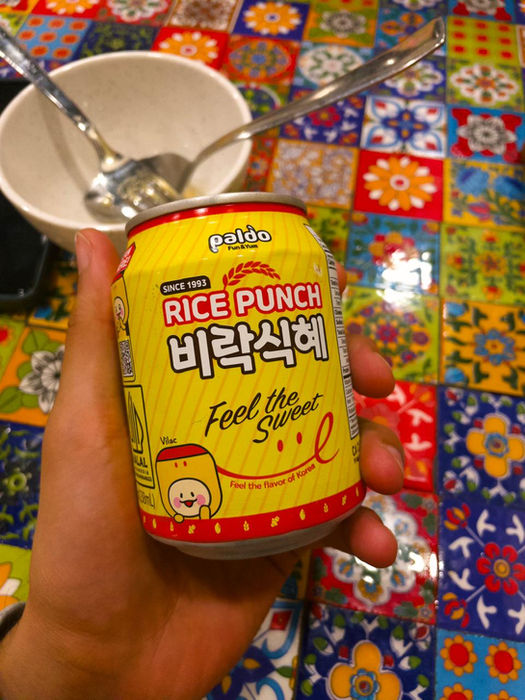 paldo
Fun&Yum
SINCE 1993
RICE PUNCH
비락식혜
Feel the
Sweet
Vilac
Feel the flavor of Korea